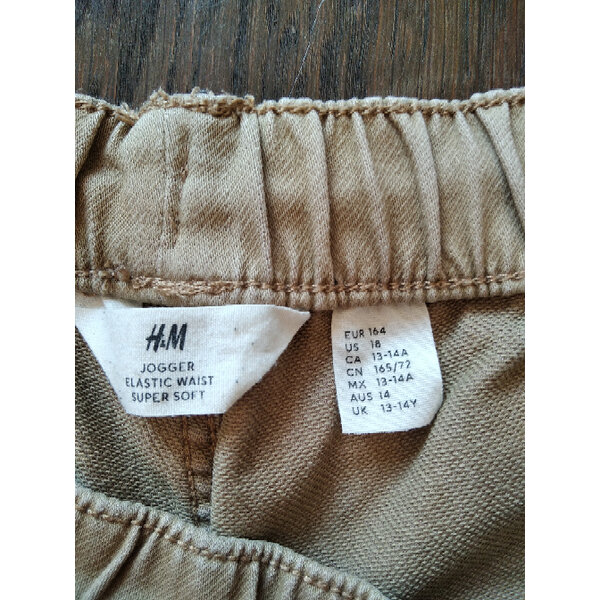 H&M
JOGGER
ELASTIC WAIST
SUPER SOFT
EUR 164
US 18
CA 13-14A
CN 165/72
MX 13-14A
AUS 14
UK 13-14Y